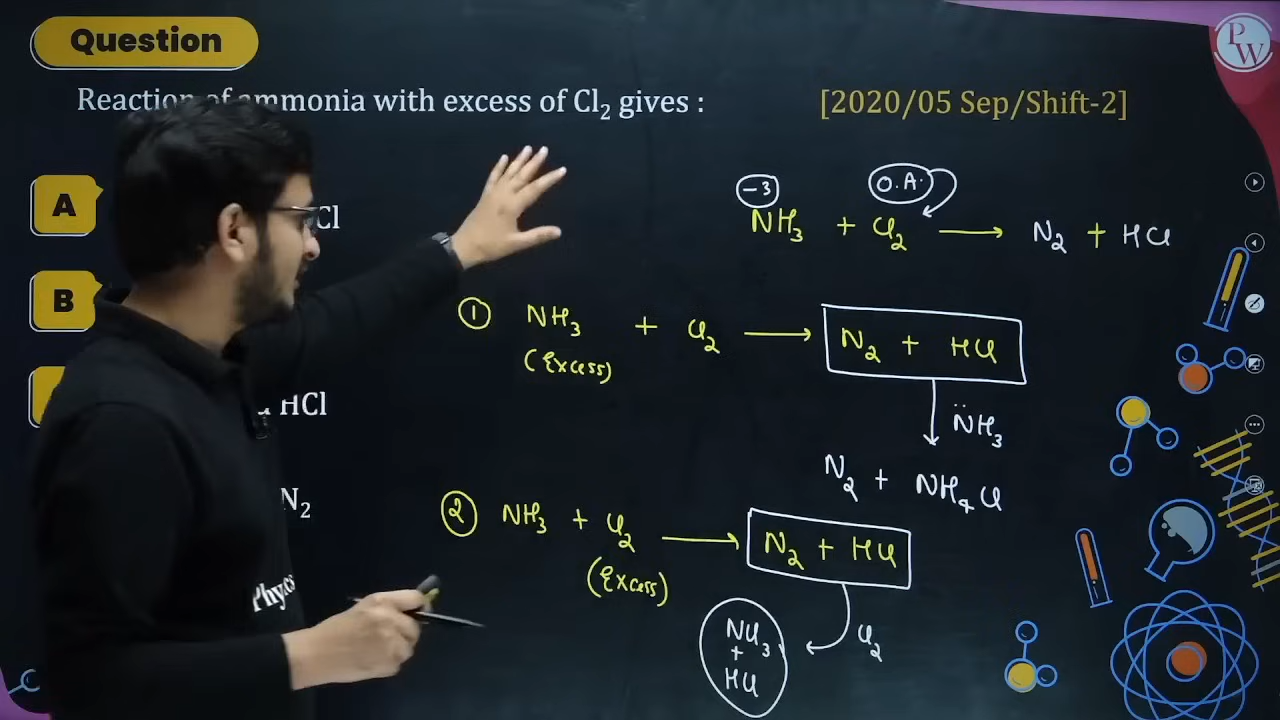 Question
PW
Reaction of ammonia with excess of Cl2 gives : [2020/05 Sep/Shift-2]
-3 O.A.
NH3 + Cl2 → N2 + HCl
A Cl
B
① NH3 + Cl2 → N2 + HCl
(Excess)
HCl
N̈H3
N2 + NH4Cl
N2
② NH3 + Cl2 → N2 + HCl
(Excess)
Cl2
NCl3
+
HCl
Physics